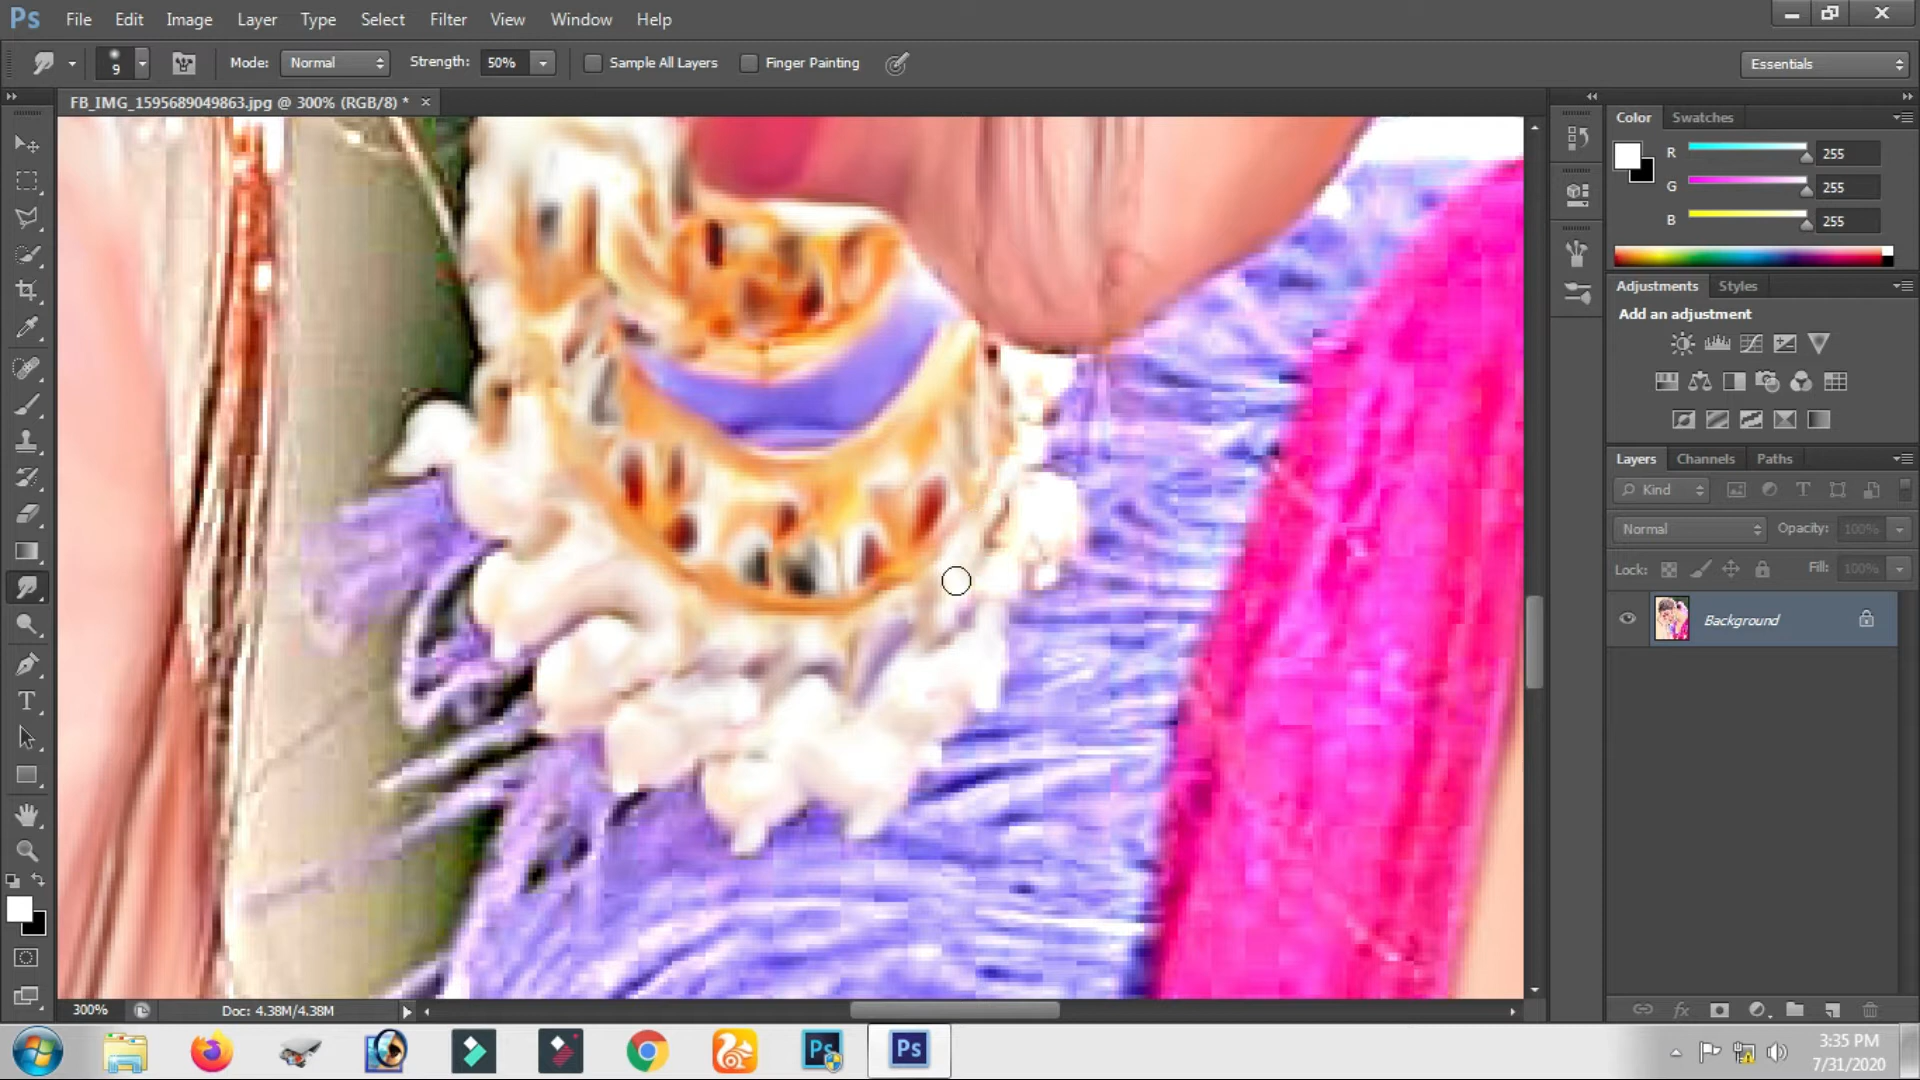 Ps File Edit Image Layer Type Select Filter View Window Help
9 Mode: Normal Strength: 50% Sample All Layers Finger Painting Essentials
FB_IMG_1595689049863.jpg @ 300% (RGB/8) * ×
Color Swatches
R 255
G 255
B 255
Adjustments Styles
Add an adjustment
Layers Channels Paths
Kind
Normal Opacity: 100%
Lock: Fill: 100%
Background
300% Doc: 4.38M/4.38M
Ps Ps
3:35 PM
7/31/2020